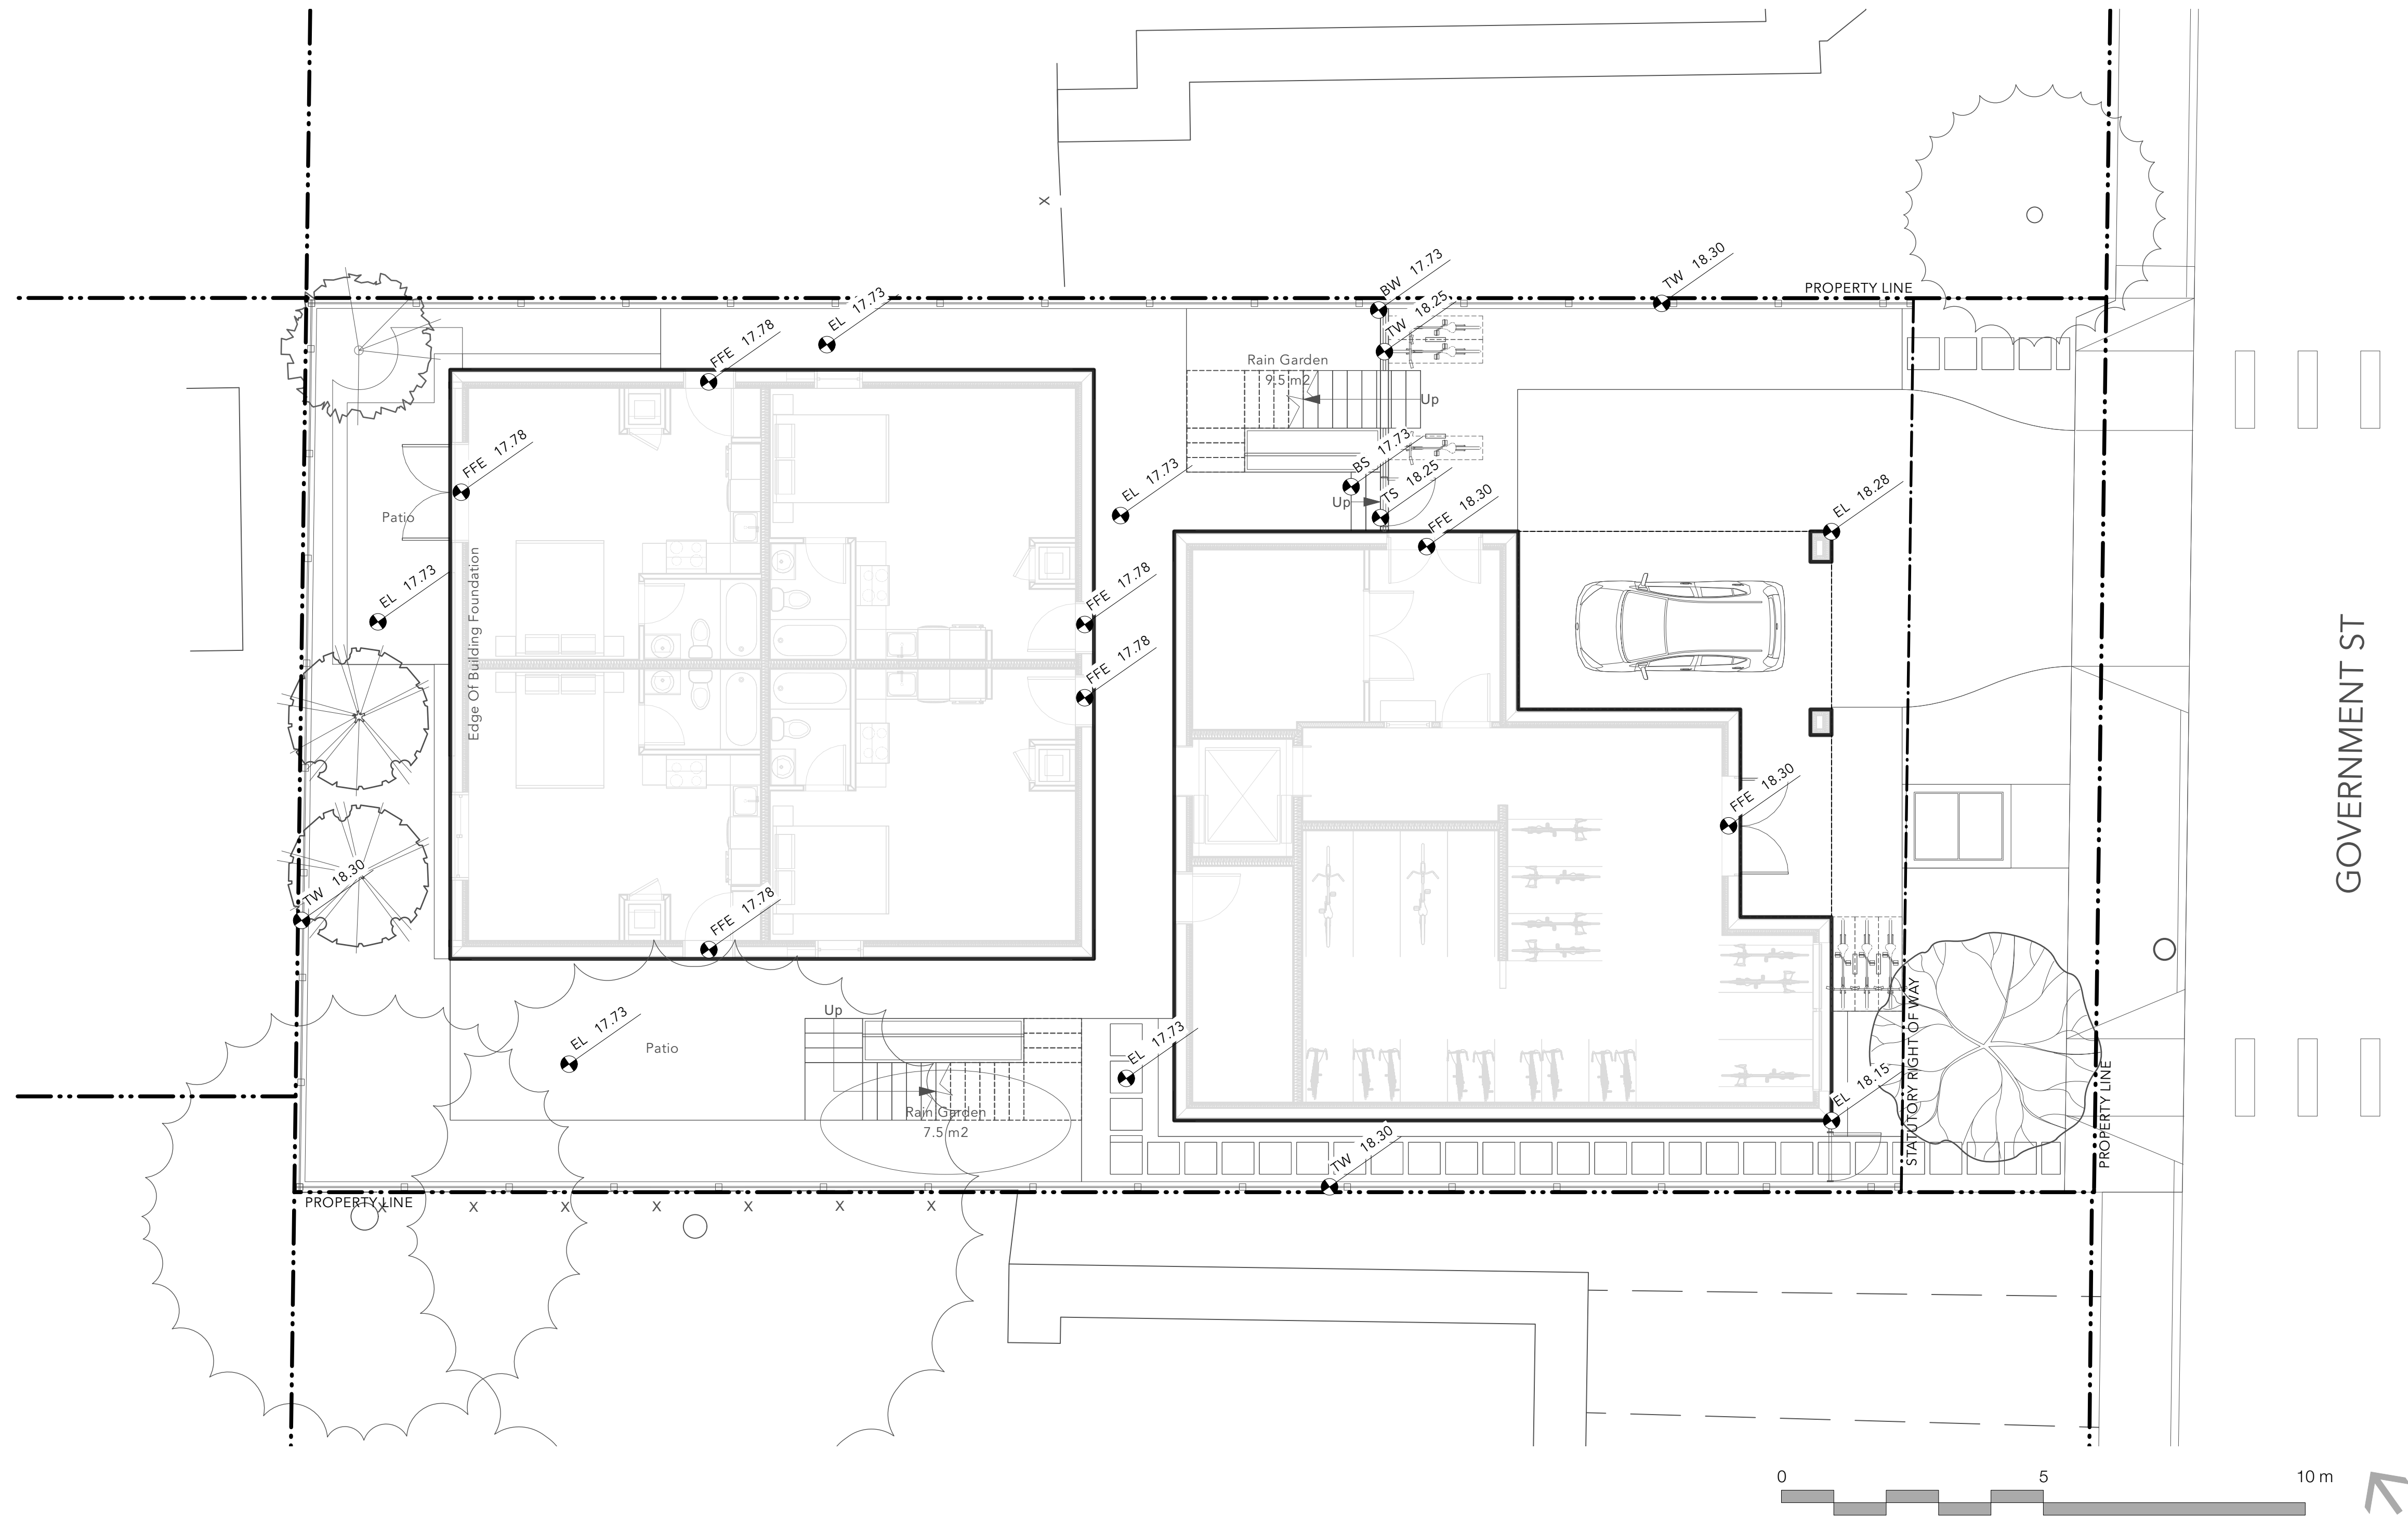 BW 17.73
TW 18.30
PROPERTY LINE
EL 17.73
TW 18.25
FFE 17.78
Rain Garden
9.5 m2
Up
FFE 17.78
BS 17.73
EL 17.73
TS 18.25
Up
FFE 18.30
EL 18.28
Patio
EL 17.73
FFE 17.78
Edge Of Building Foundation
FFE 17.78
GOVERNMENT ST
FFE 18.30
TW 18.30
FFE 17.78
EL 17.73
Up
Patio
EL 17.73
STATUTORY RIGHT OF WAY
EL 18.15
PROPERTY LINE
Rain Garden
7.5 m2
TW 18.30
PROPERTY LINE
X
X
X
X
X
X
X
X
0 5 10 m